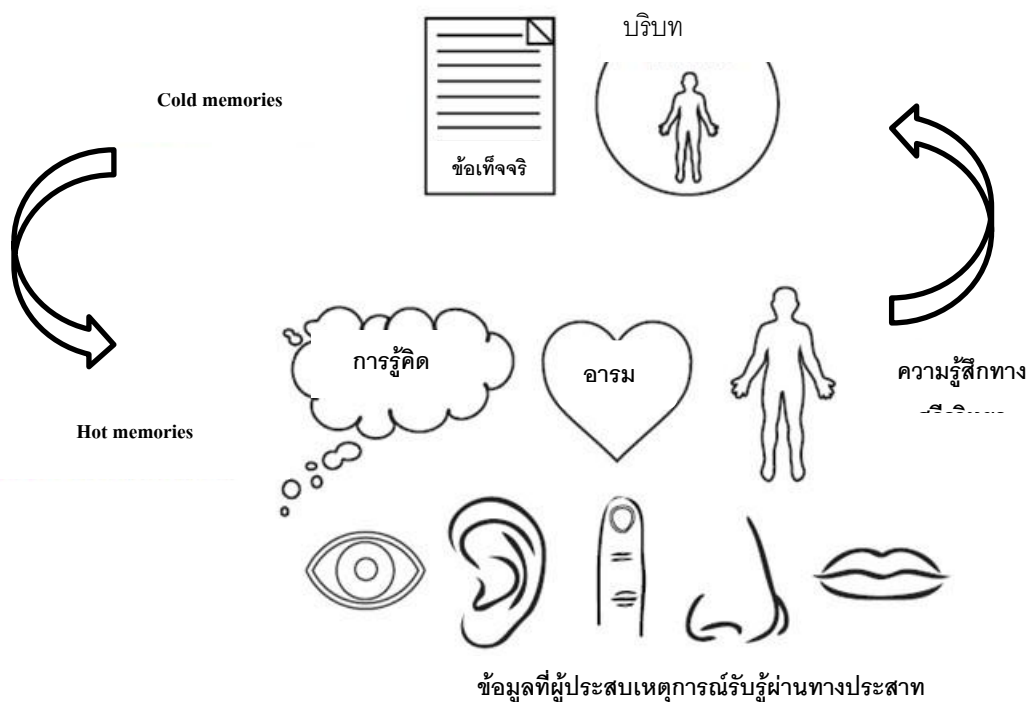 บริบท
Cold memories
ข้อเท็จจริ
การรู้คิด
อารม
ความรู้สึกทาง
Hot memories
ข้อมูลที่ผู้ประสบเหตุการณ์รับรู้ผ่านทางประสาท